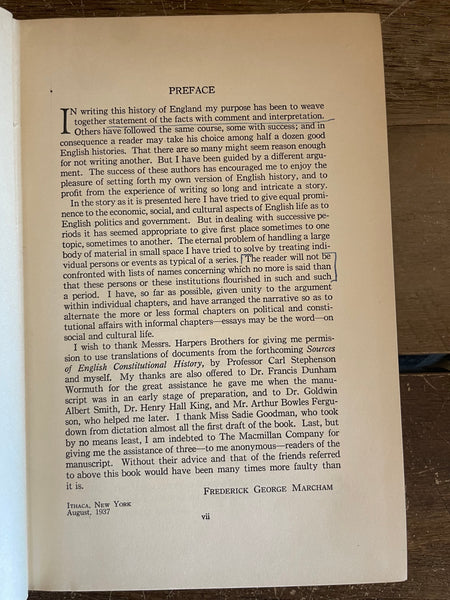 PREFACE
IN writing this history of England my purpose has been to weave
together statement of the facts with comment and interpretation.
Others have followed the same course, some with success; and in
consequence a reader may take his choice among half a dozen good
English histories. That there are so many might seem reason enough
for not writing another. But I have been guided by a different argu-
ment. The success of these authors has encouraged me to enjoy the
pleasure of setting forth my own version of English history, and to
profit from the experience of writing so long and intricate a story.
In the story as it is presented here I have tried to give equal promi-
nence to the economic, social, and cultural aspects of English life as to
English politics and government. But in dealing with successive pe-
riods it has seemed appropriate to give first place sometimes to one
topic, sometimes to another. The eternal problem of handling a large
body of material in small space I have tried to solve by treating indi-
vidual persons or events as typical of a series. The reader will not be
confronted with lists of names concerning which no more is said than
that these persons or these institutions flourished in such and such
a period. I have, so far as possible, given unity to the argument
within individual chapters, and have arranged the narrative so as to
alternate the more or less formal chapters on political and consti-
tutional affairs with informal chapters—essays may be the word—on
social and cultural life.
I wish to thank Messrs. Harpers Brothers for giving me permis-
sion to use translations of documents from the forthcoming Sources
of English Constitutional History, by Professor Carl Stephenson
and myself. My thanks are also offered to Dr. Francis Dunham
Wormuth for the great assistance he gave me when the manu-
script was in an early stage of preparation, and to Dr. Goldwin
Albert Smith, Dr. Henry Hall King, and Mr. Arthur Bowles Fergu-
son, who helped me later. I thank Miss Sadie Goodman, who took
down from dictation almost all the first draft of the book. Last, but
by no means least, I am indebted to The Macmillan Company for
giving me the assistance of three—to me anonymous—readers of the
manuscript. Without their advice and that of the friends referred
to above this book would have been many times more faulty than
it is.
FREDERICK GEORGE MARCHAM
ITHACA, NEW YORK
August, 1937
vii